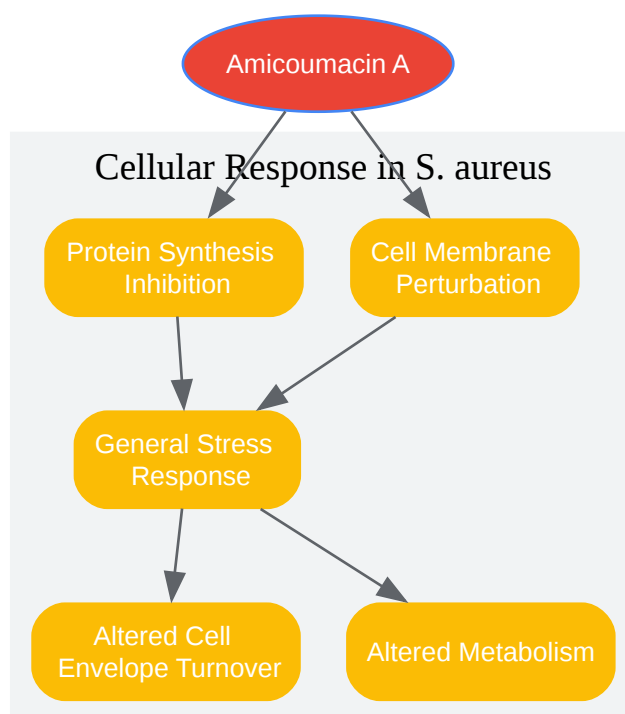 Amicoumacin A
Cellular Response in S. aureus
Protein Synthesis
Inhibition
Cell Membrane
Perturbation
General Stress
Response
Altered Cell
Envelope Turnover
Altered Metabolism